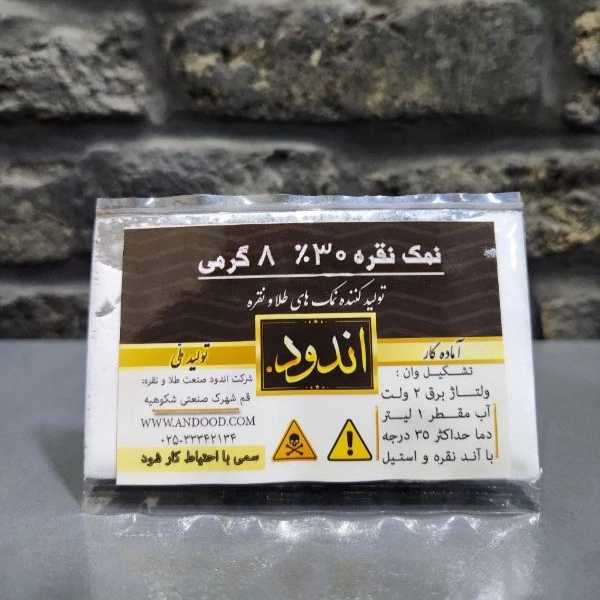 نمک نقره ۳۰٪ ۸ گرمی
تولید کننده نمک های طلا و نقره
اندود.
آماده کار
تشکیل وان :
ولتاژ برق ۲ ولت
آب مقطر ۱ لیتر
دما حداکثر ۳۵ درجه
با آند نقره و استیل
تولید ملی
شرکت اندود صنعت طلا و نقره:
قم شهرک صنعتی شکوهیه
WWW.ANDOOD.COM
۰۲۵-۳۳۳۴۲۱۳۴
سمی با احتیاط کار شود